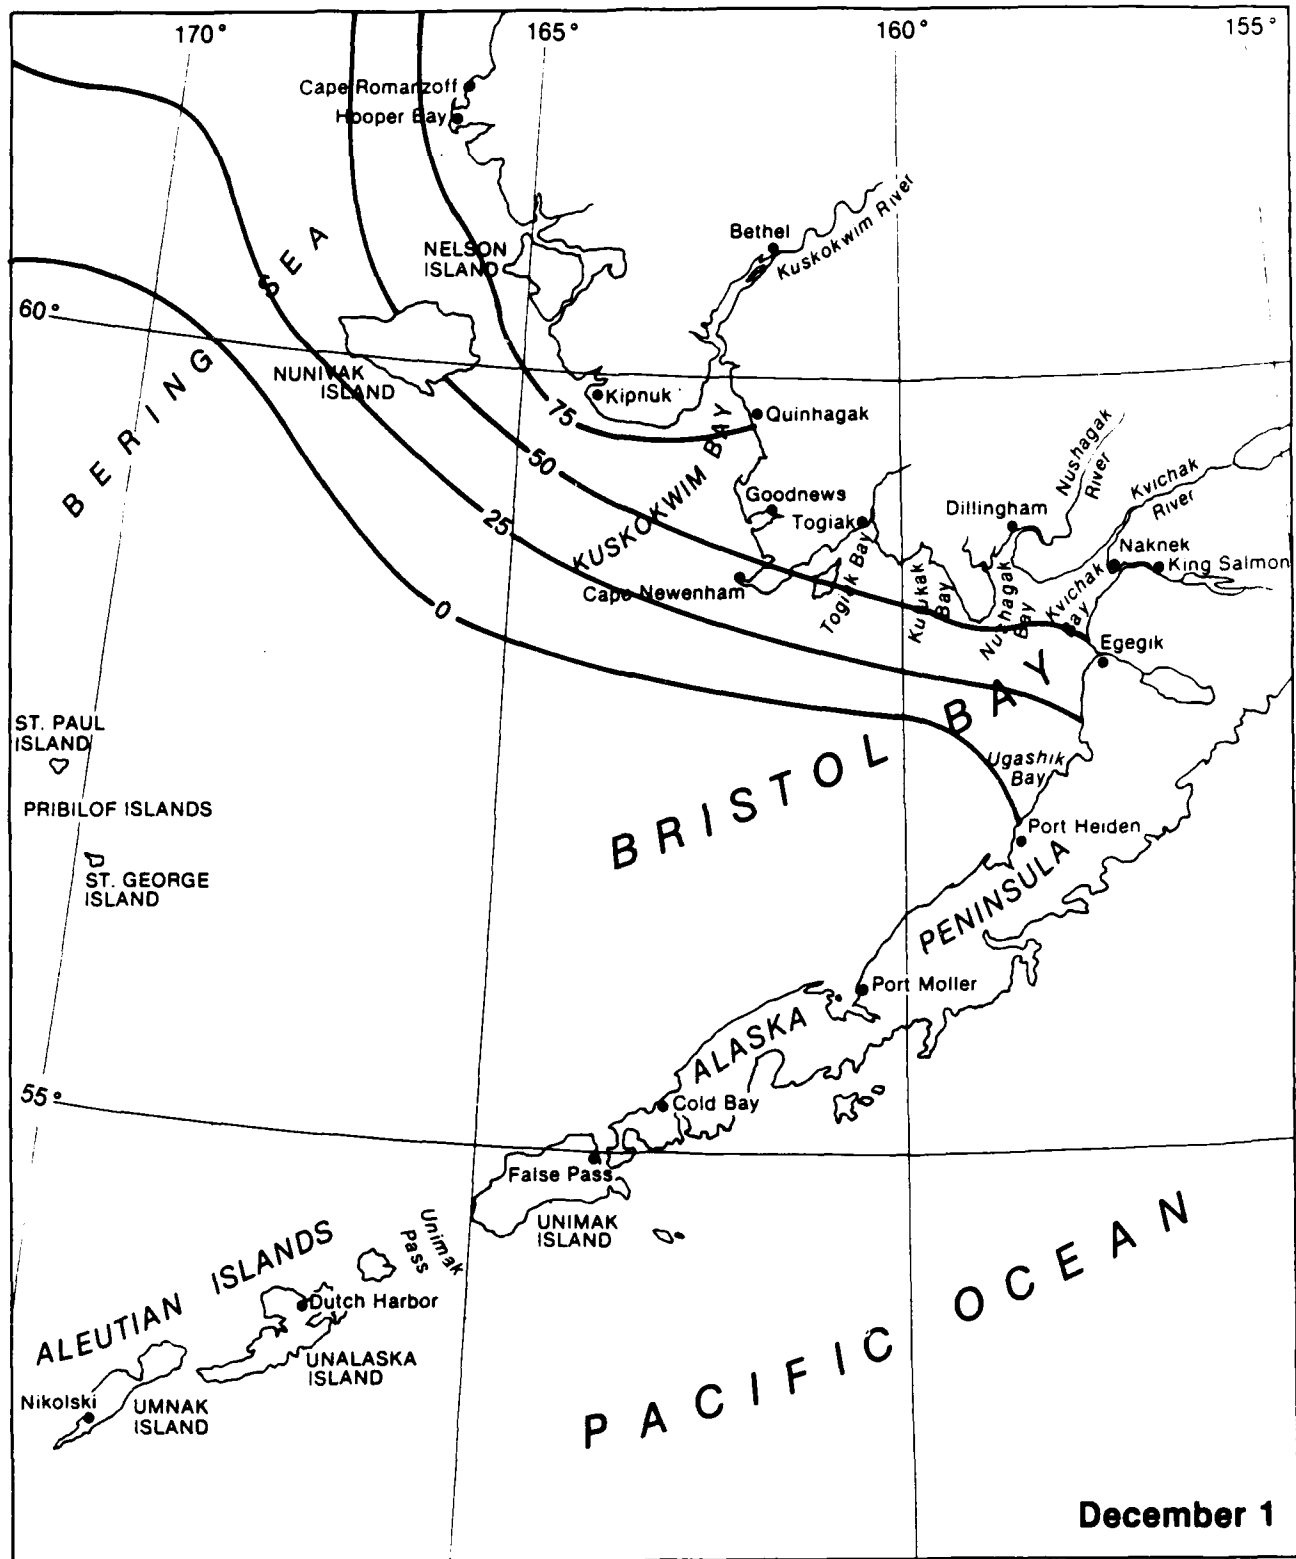 170°
165°
160°
155°
Cape Romanzoff
Hooper Bay
SEA
NELSON
ISLAND
Bethel
Kuskokwim River
60°
BERING
NUNIVAK
ISLAND
Kipnuk
75
Quinhagak
50
KUSKOKWIM BAY
25
Goodnews
Togiak
Dillingham
Nushagak
River
Kvichak
River
Naknek
King Salmon
Cape Newenham
Togiak Bay
Kulukak
Bay
Nushagak
Bay
Kvichak
Bay
0
Egegik
ST. PAUL
ISLAND
BRISTOL BAY
Ugashik
Bay
PRIBILOF ISLANDS
Port Heiden
ST. GEORGE
ISLAND
ALASKA PENINSULA
Port Moller
55°
Cold Bay
False Pass
UNIMAK
ISLAND
Unimak
Pass
ALEUTIAN ISLANDS
Dutch Harbor
UNALASKA
ISLAND
Nikolski
UMNAK
ISLAND
PACIFIC OCEAN
December 1